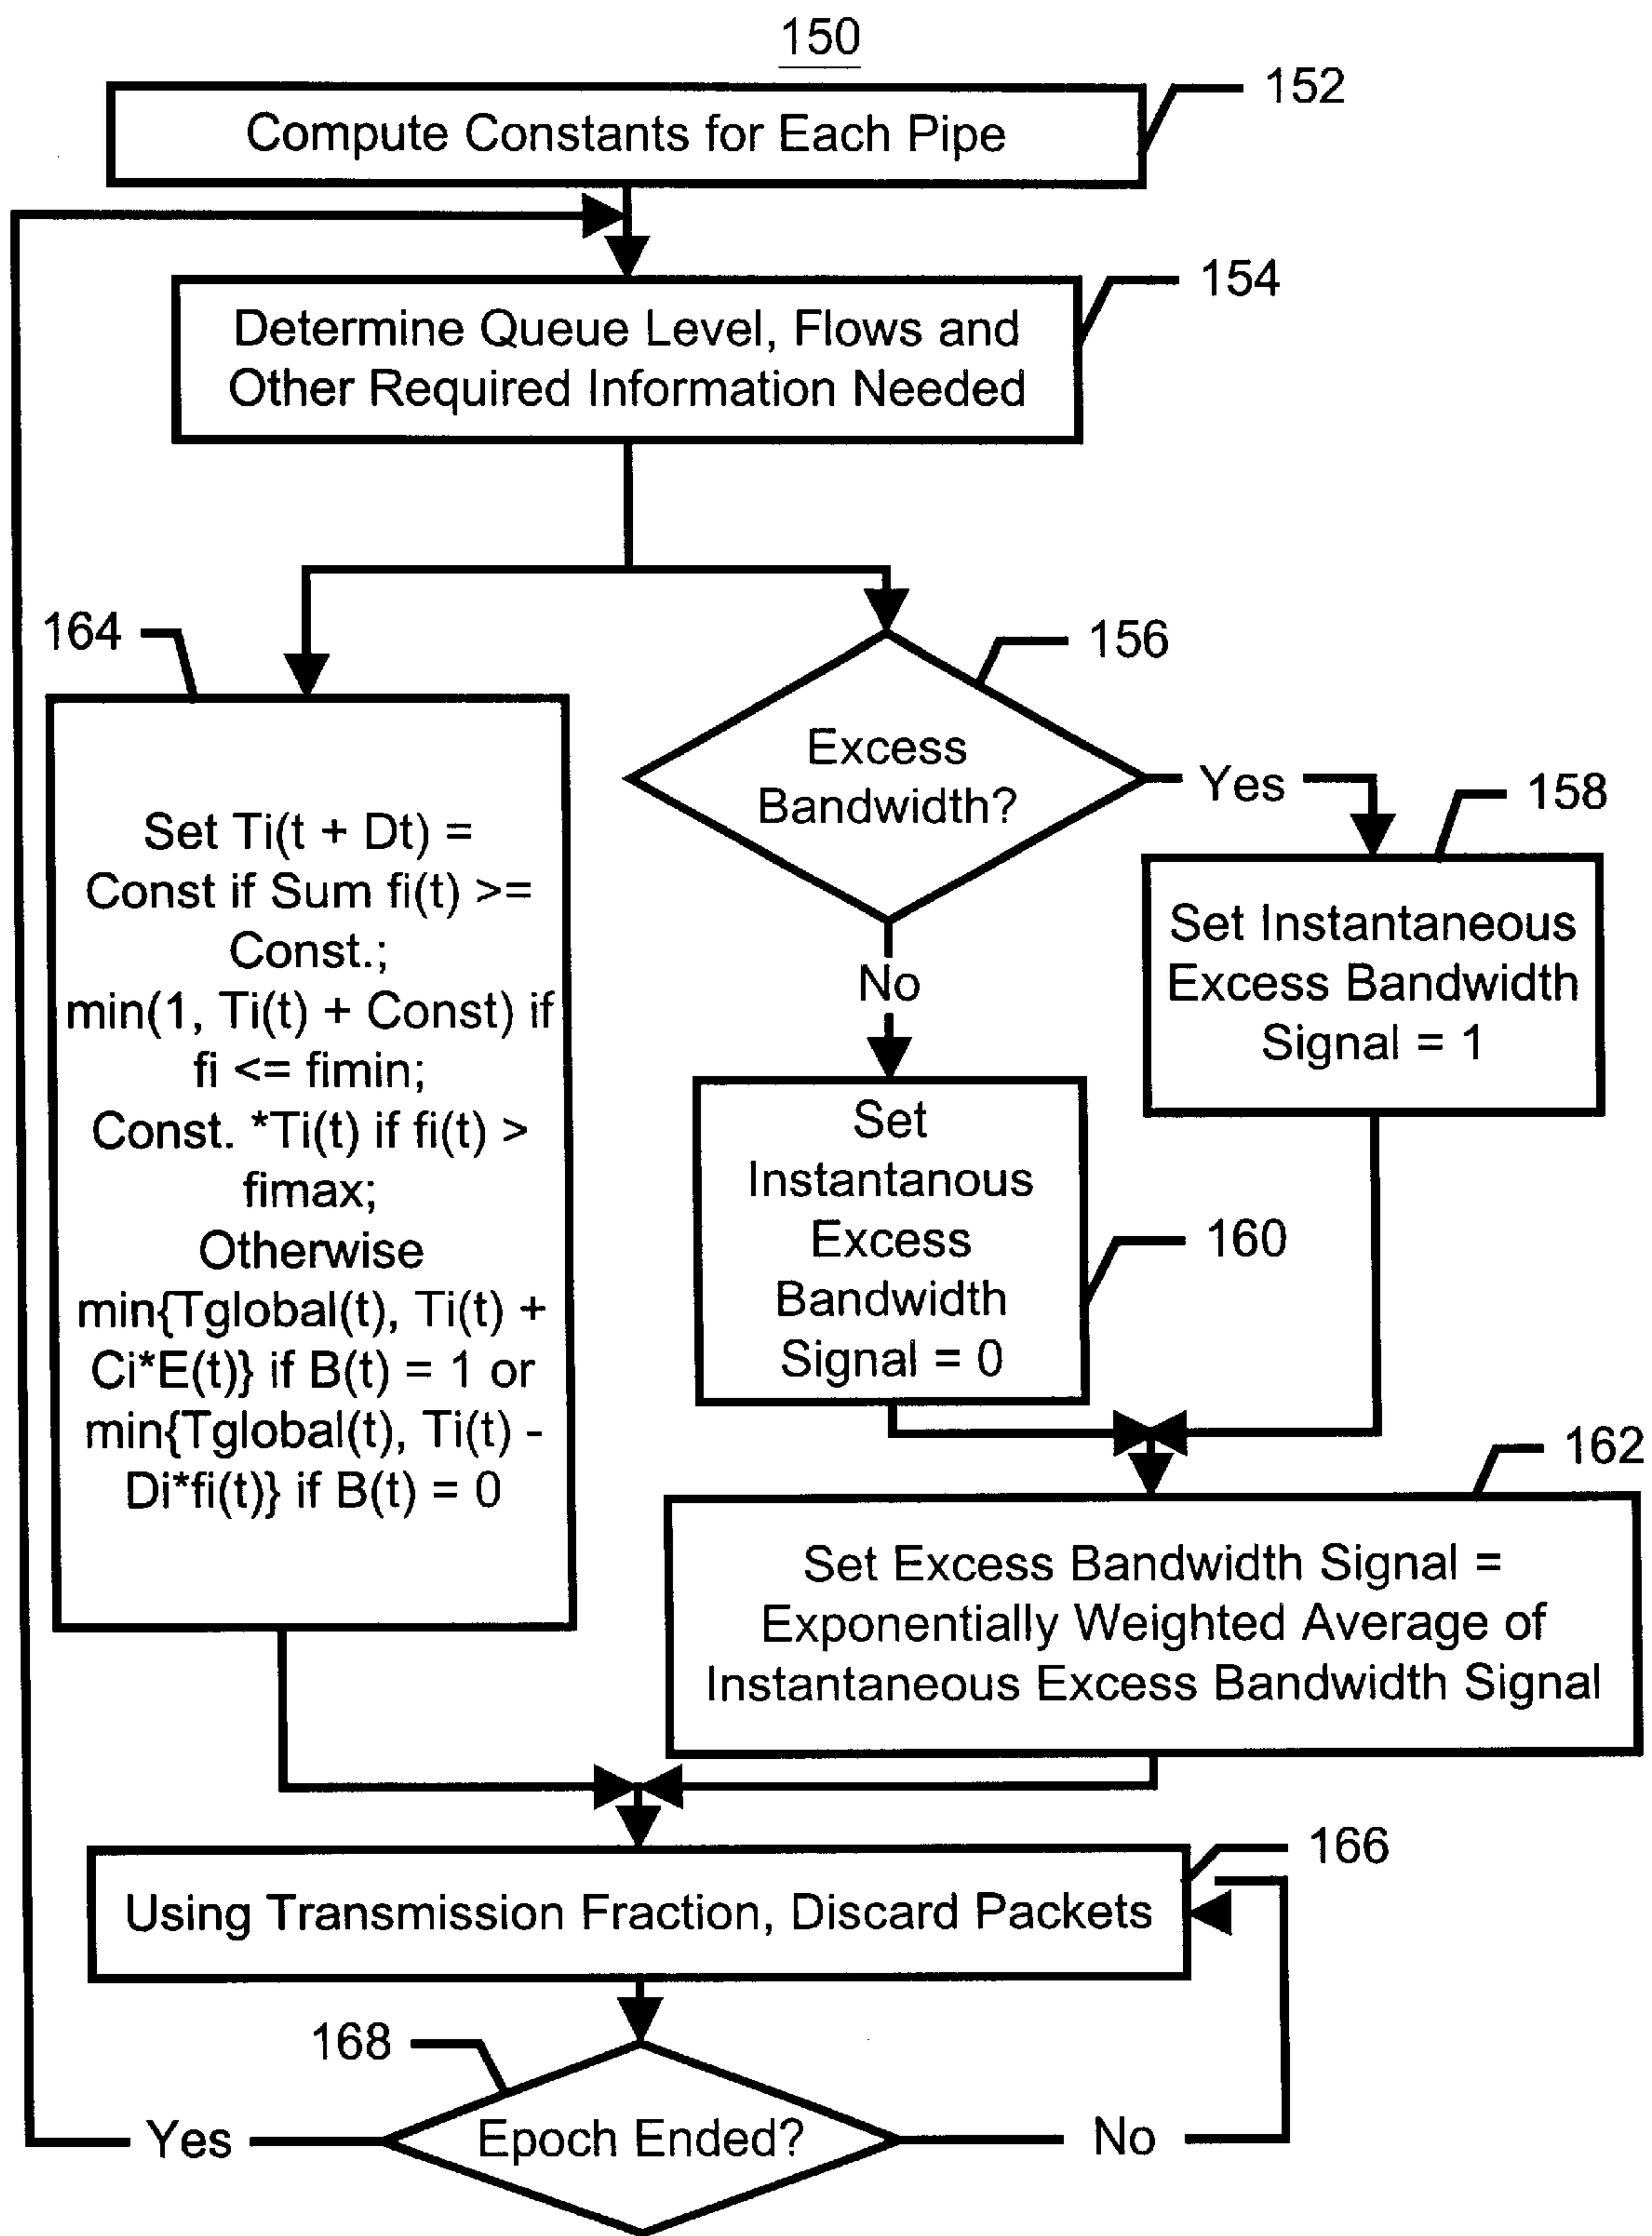 150
152
Compute Constants for Each Pipe
154
Determine Queue Level, Flows and
Other Required Information Needed
164
156
Excess
Bandwidth?
Yes
158
Set Ti(t + Dt) =
Const if Sum fi(t) >=
Const.;
min(1, Ti(t) + Const) if
fi <= fimin;
Const. *Ti(t) if fi(t) >
fimax;
Otherwise
min{Tglobal(t), Ti(t) +
Ci*E(t)} if B(t) = 1 or
min{Tglobal(t), Ti(t) -
Di*fi(t)} if B(t) = 0
Set Instantaneous
Excess Bandwidth
Signal = 1
No
Set
Instantanous
Excess
Bandwidth
Signal = 0
160
162
Set Excess Bandwidth Signal =
Exponentially Weighted Average of
Instantaneous Excess Bandwidth Signal
166
Using Transmission Fraction, Discard Packets
168
Yes
Epoch Ended?
No